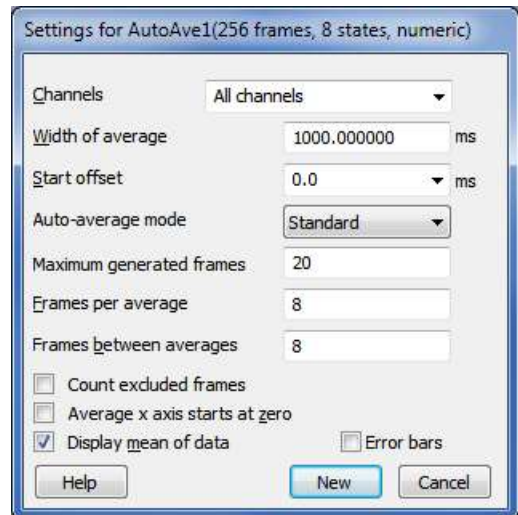 Settings for AutoAve1(256 frames, 8 states, numeric)
Channels All channels
Width of average 1000.000000 ms
Start offset 0.0 ms
Auto-average mode Standard
Maximum generated frames 20
Frames per average 8
Frames between averages 8
Count excluded frames
Average x axis starts at zero
Display mean of data Error bars
Help New Cancel